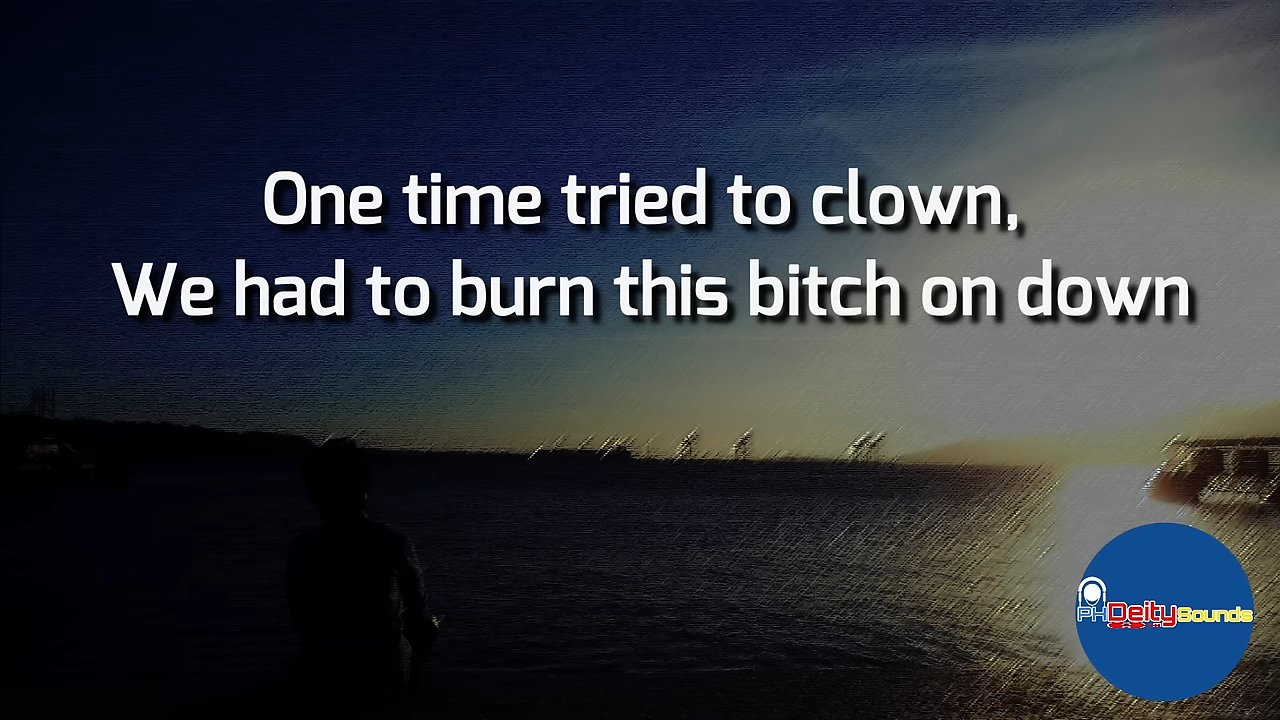 One time tried to clown,
We had to burn this bitch on down
PHDeitySounds